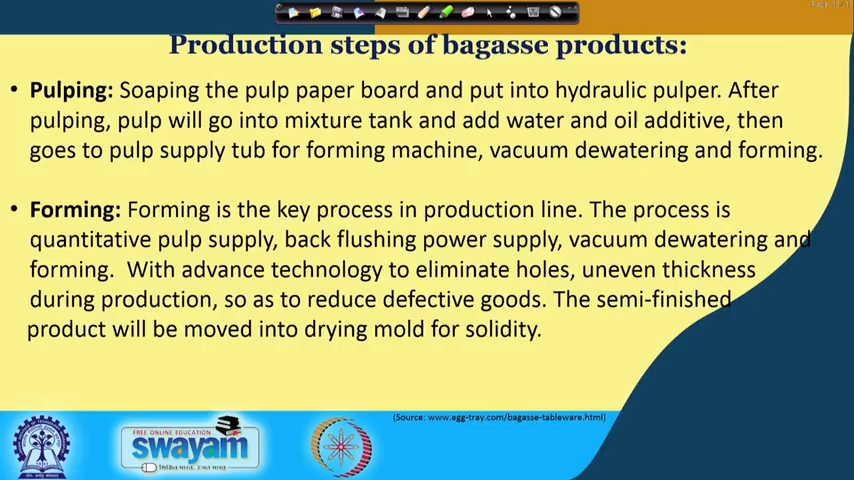 Production steps of bagasse products:
• Pulping: Soaping the pulp paper board and put into hydraulic pulper. After
pulping, pulp will go into mixture tank and add water and oil additive, then
goes to pulp supply tub for forming machine, vacuum dewatering and forming.
• Forming: Forming is the key process in production line. The process is
quantitative pulp supply, back flushing power supply, vacuum dewatering and
forming. With advance technology to eliminate holes, uneven thickness
during production, so as to reduce defective goods. The semi-finished
product will be moved into drying mold for solidity.
(Source: www.egg-tray.com/bagasse-tableware.html)
FREE ONLINE EDUCATION
swayam